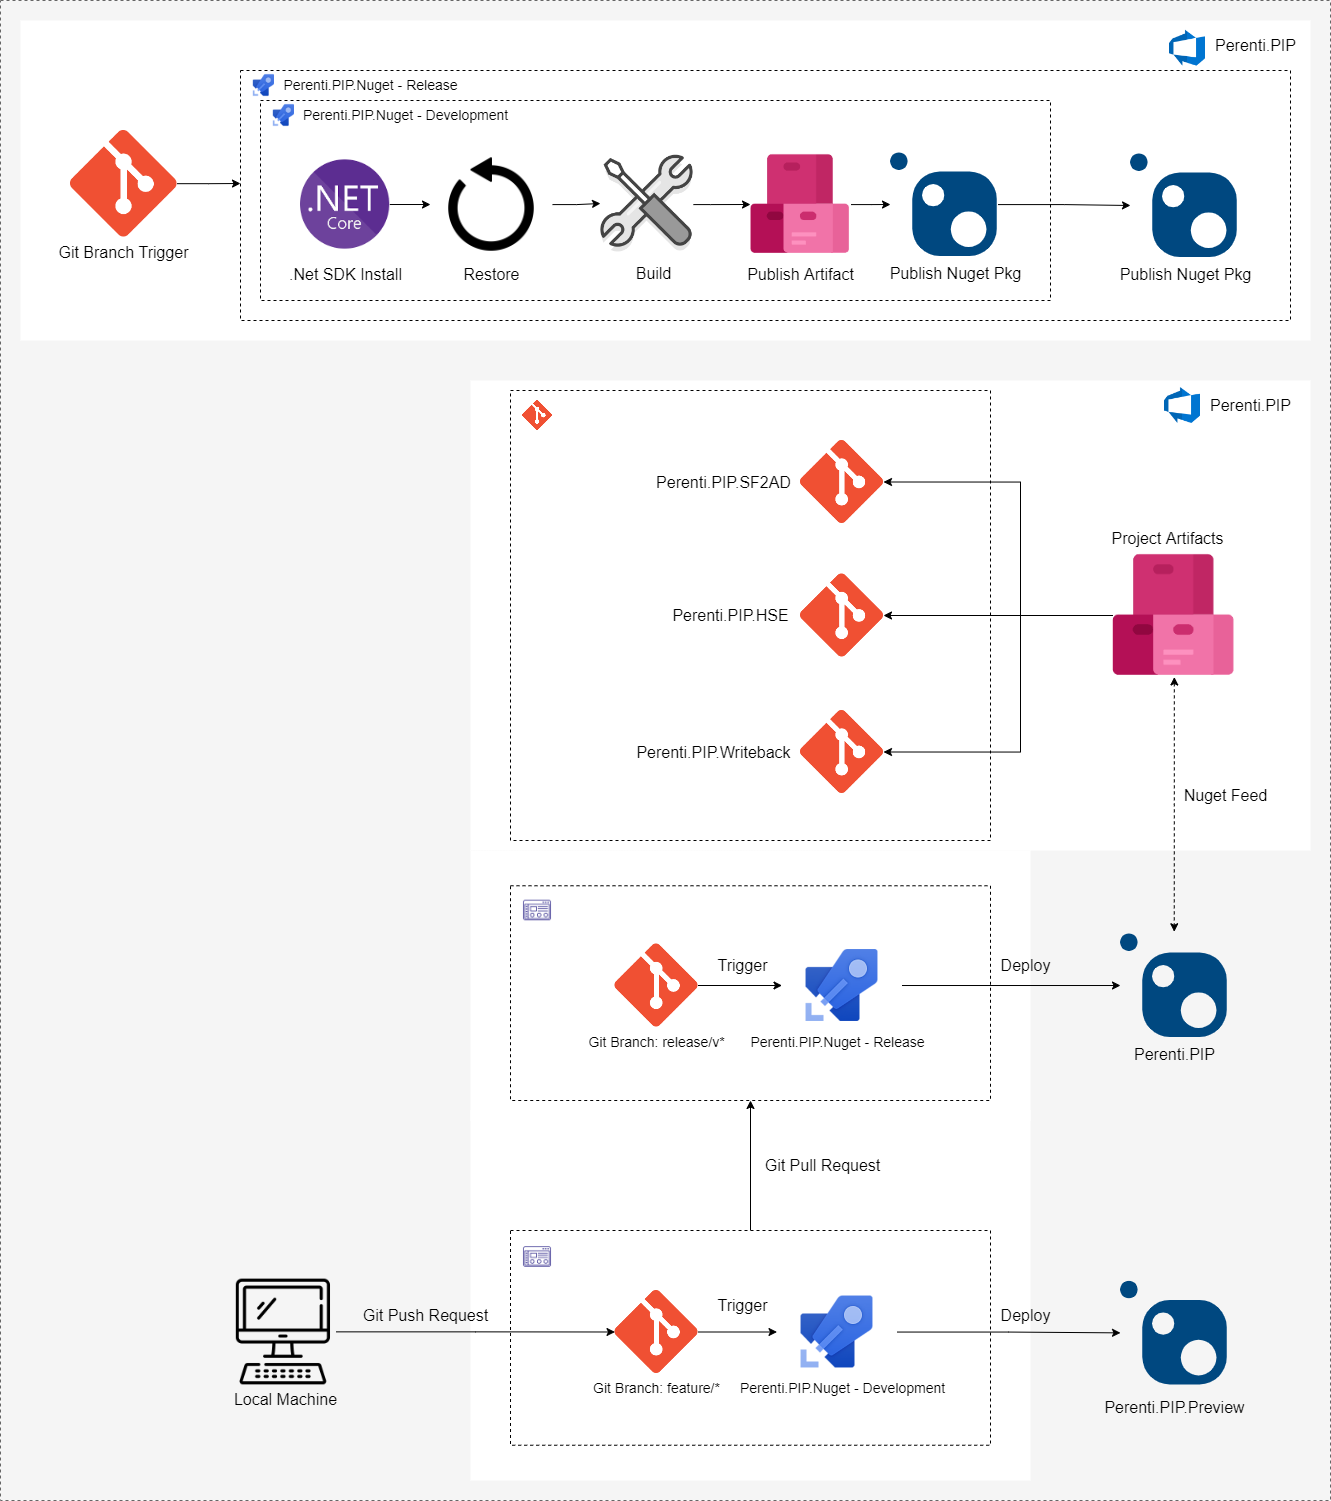 Perenti.PIP
Perenti.PIP.Nuget - Release
Perenti.PIP.Nuget - Development
.NET
Core
Git Branch Trigger
.Net SDK Install
Restore
Build
Publish Artifact
Publish Nuget Pkg
Publish Nuget Pkg
Perenti.PIP
Perenti.PIP.SF2AD
Project Artifacts
Perenti.PIP.HSE
Perenti.PIP.Writeback
Nuget Feed
Trigger
Deploy
Git Branch: release/v*
Perenti.PIP.Nuget - Release
Perenti.PIP
Git Pull Request
Git Push Request
Trigger
Deploy
Git Branch: feature/*
Perenti.PIP.Nuget - Development
Local Machine
Perenti.PIP.Preview